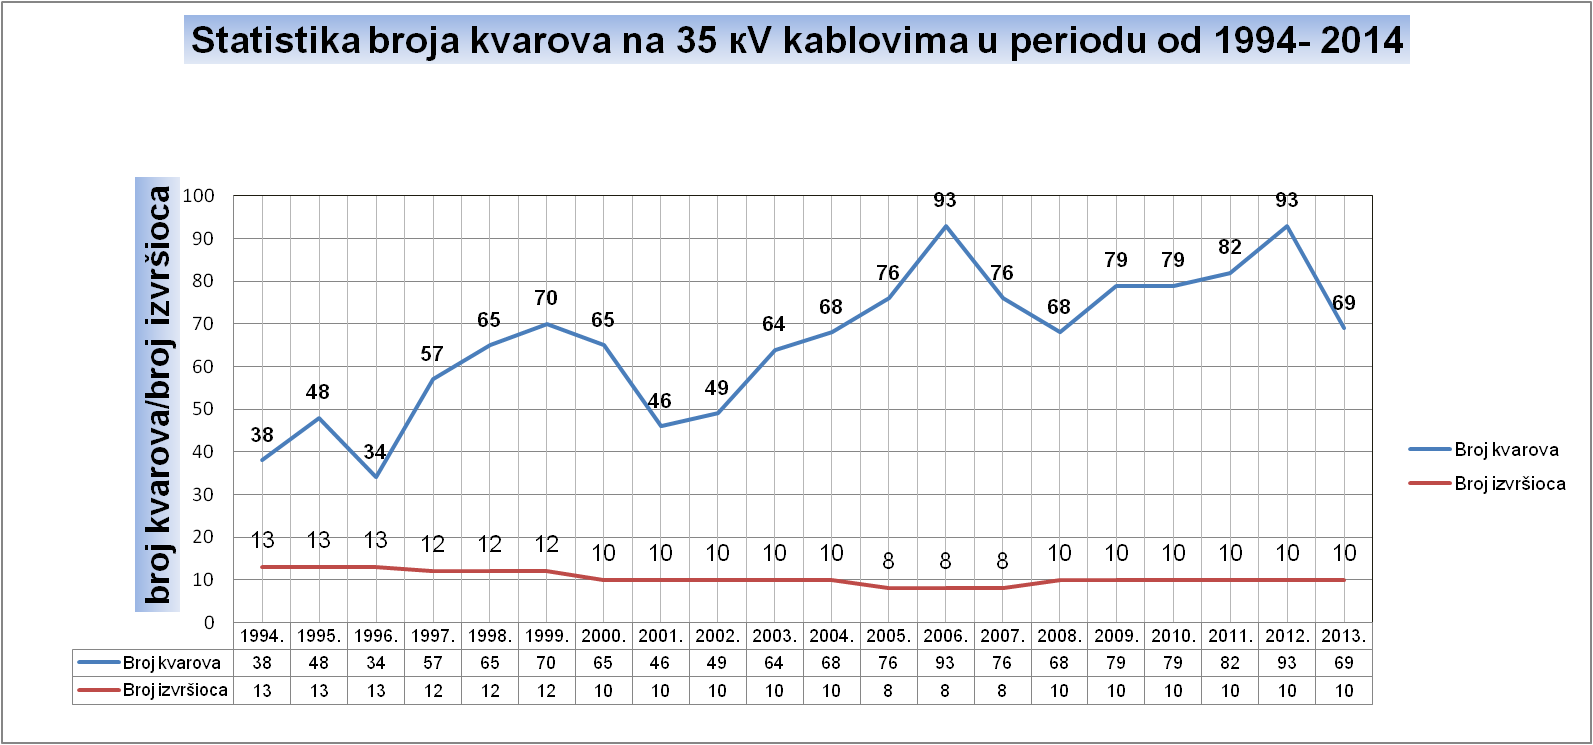 Statistika broja kvarova na 35 кV kablovima u periodu od 1994- 2014
broj kvarova/broj izvršioca
100
90
80
70
60
50
40
30
20
10
0
38 48 34 57 65 70 65 46 49 64 68 76 93 76 68 79 79 82 93 69
13 13 13 12 12 12 10 10 10 10 10 8 8 8 10 10 10 10 10 10
Broj kvarova
Broj izvršioca
1994. 1995. 1996. 1997. 1998. 1999. 2000. 2001. 2002. 2003. 2004. 2005. 2006. 2007. 2008. 2009. 2010. 2011. 2012. 2013.
Broj kvarova 38 48 34 57 65 70 65 46 49 64 68 76 93 76 68 79 79 82 93 69
Broj izvršioca 13 13 13 12 12 12 10 10 10 10 10 8 8 8 10 10 10 10 10 10